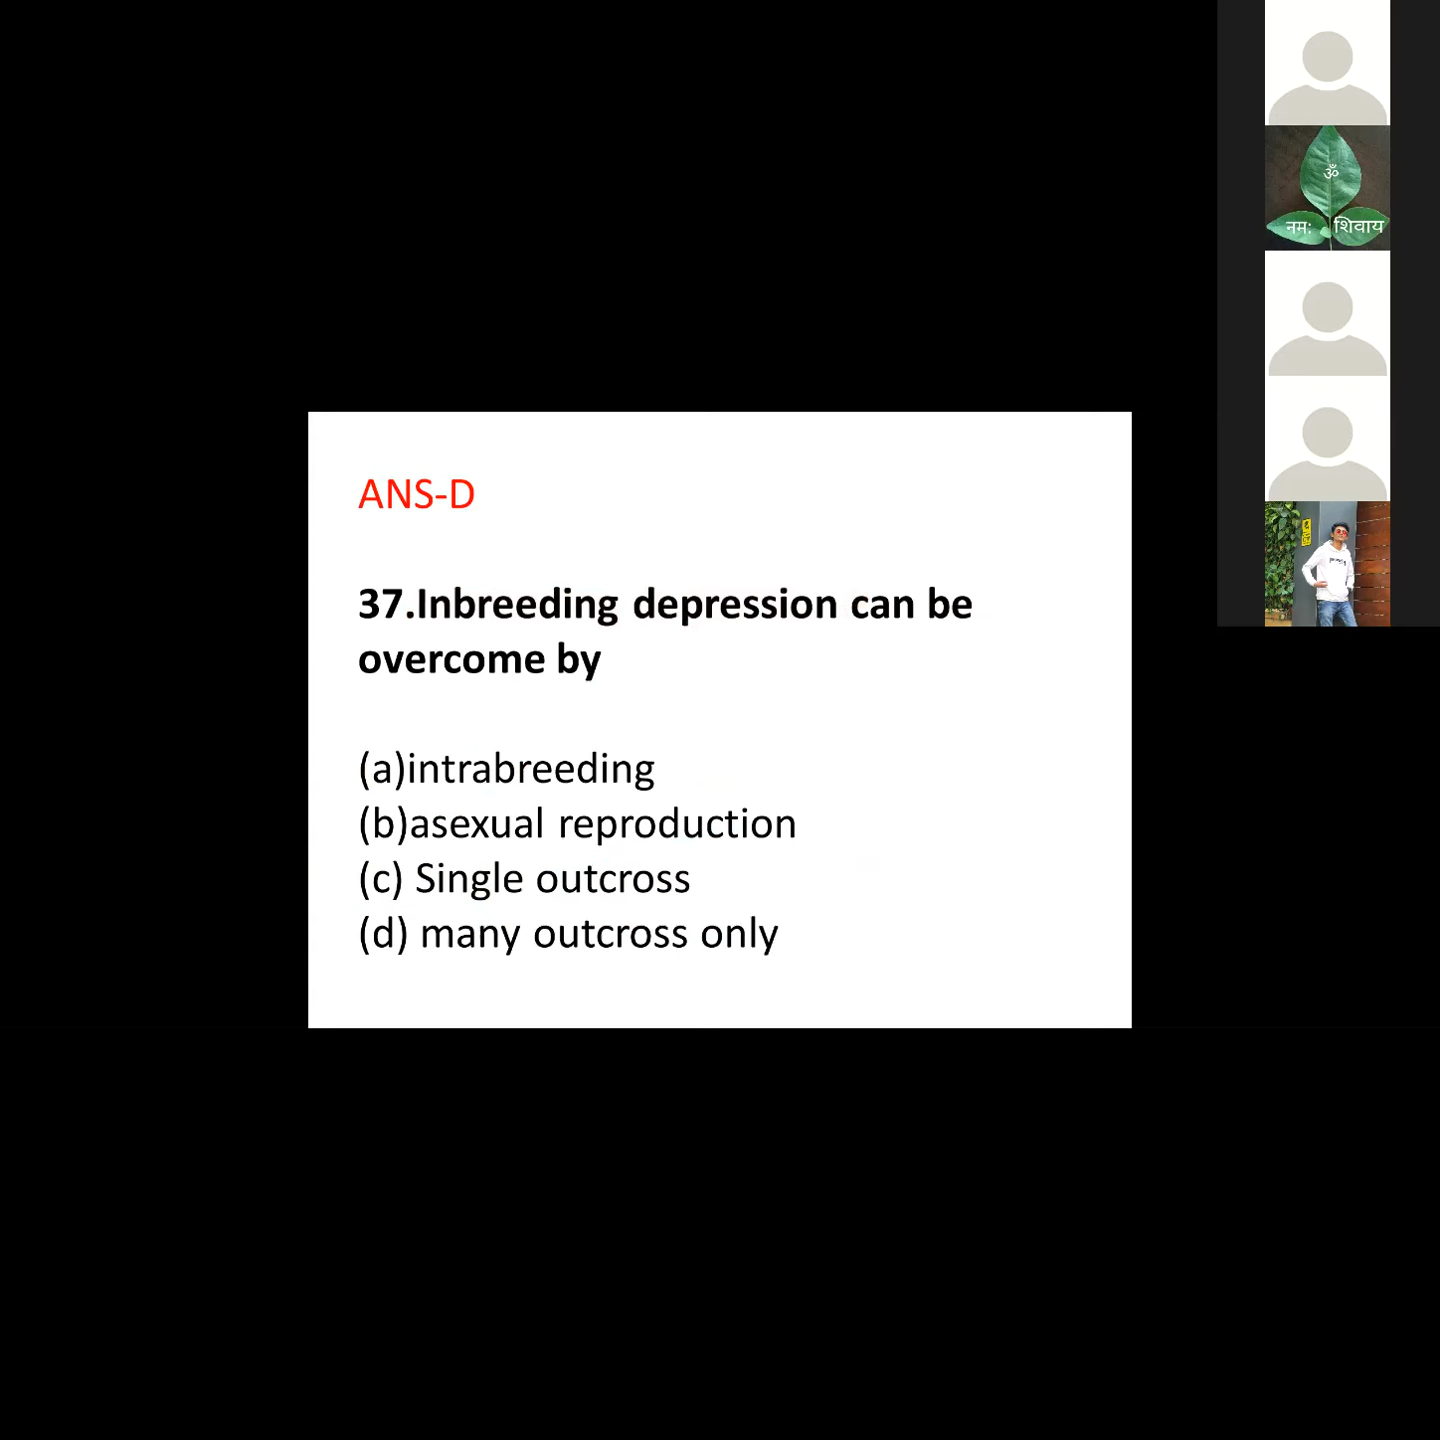 ANS-D
37.Inbreeding depression can be
overcome by
(a)intrabreeding
(b)asexual reproduction
(c) Single outcross
(d) many outcross only
ॐ
नम: शिवाय